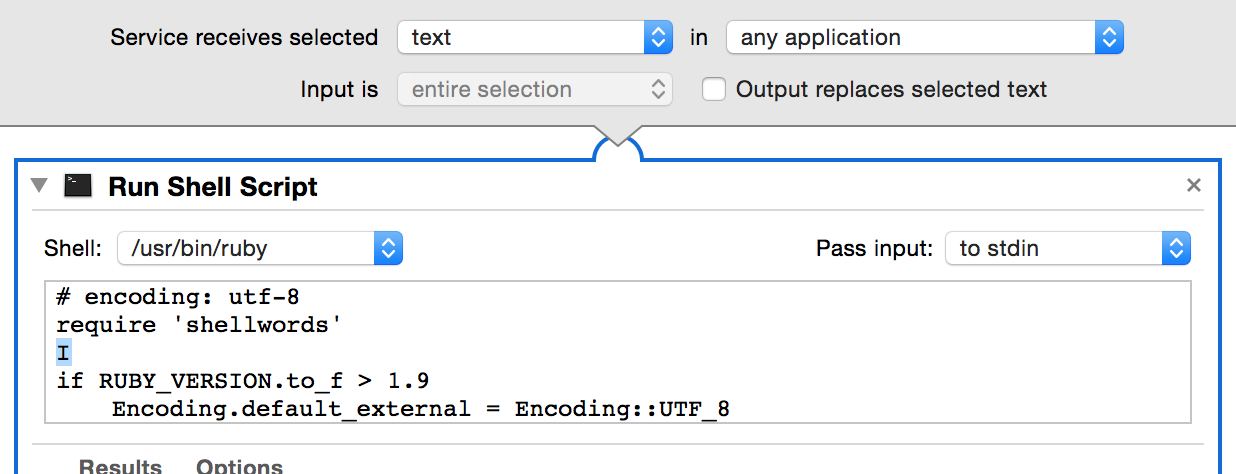 Service receives selected text in any application
Input is entire selection Output replaces selected text
Run Shell Script
Shell: /usr/bin/ruby Pass input: to stdin
# encoding: utf-8
require 'shellwords'
if RUBY_VERSION.to_f > 1.9
    Encoding.default_external = Encoding::UTF_8
Results Options